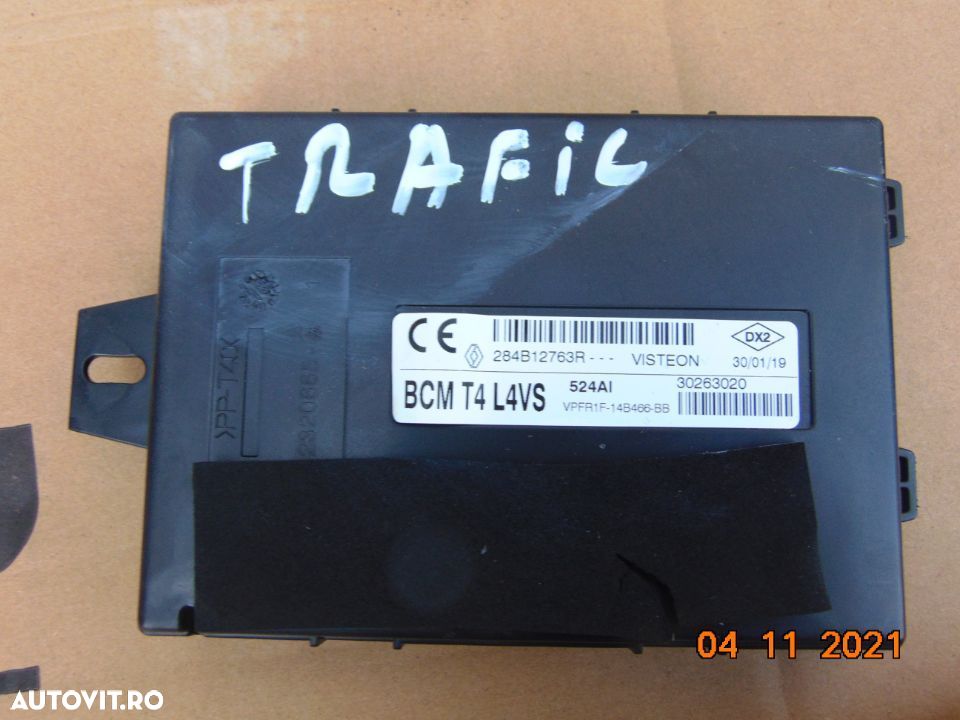 TRAFIC
CE
284B12763R--- VISTEON
DX2
30/01/19
BCM T4 L4VS
524AI
30263020
VPFR1F-14B466-BB
>PP-T40<
04 11 2021
AUTOVIT.RO